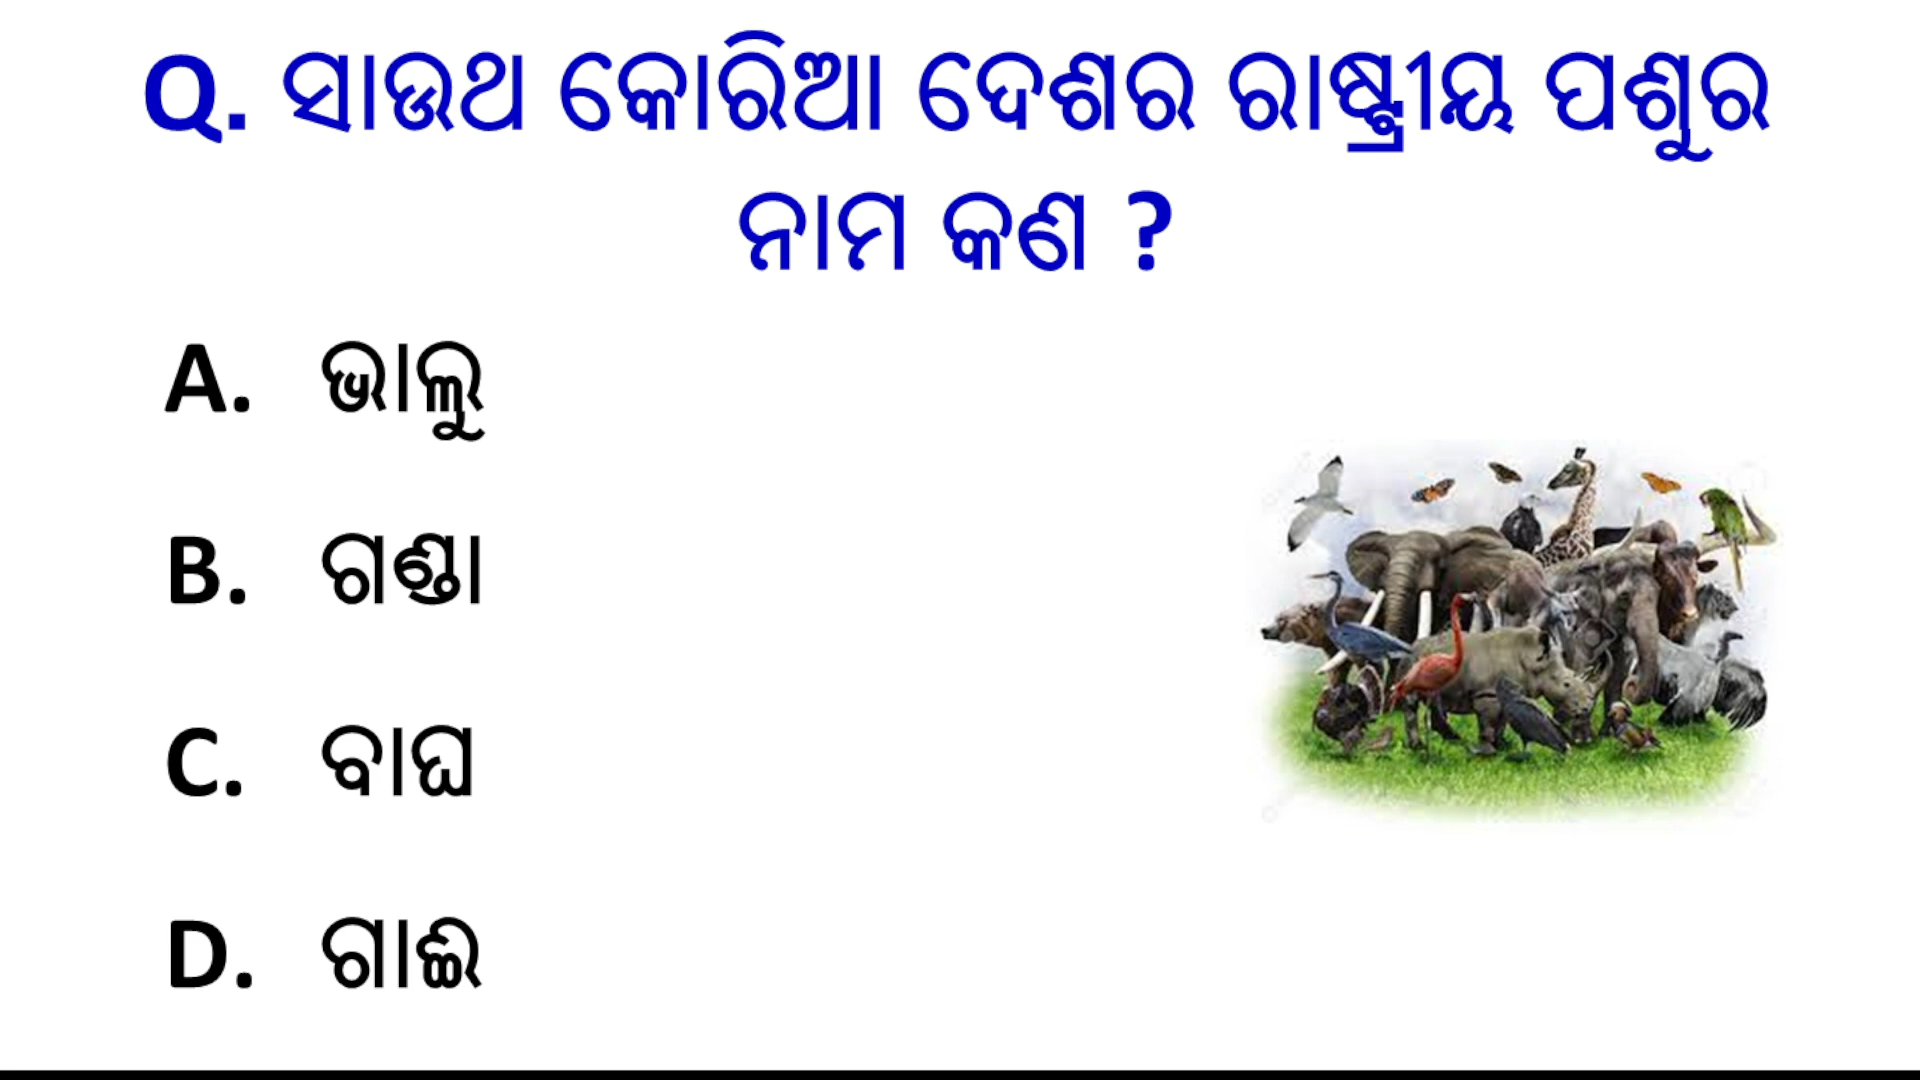 Q. ସାଉଥ କୋରିଆ ଦେଶର ରାଷ୍ଟ୍ରୀୟ ପଶୁର
ନାମ କଣ ?
A. ଭାଲୁ
B. ଗଣ୍ଡା
C. ବାଘ
D. ଗାଈ